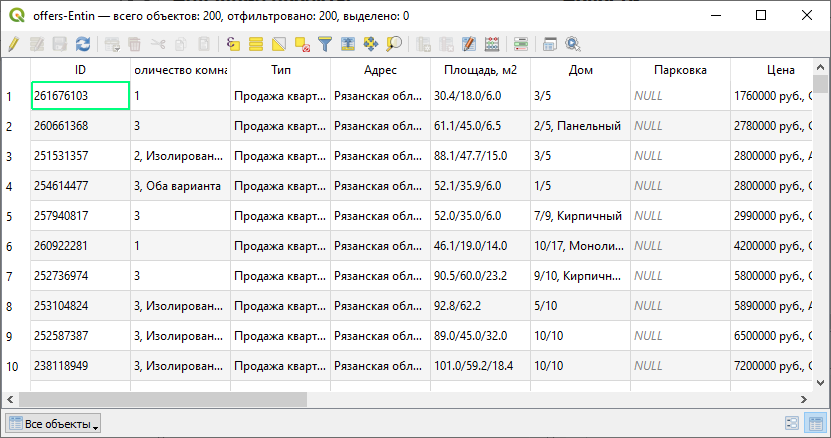 offers-Entin — всего объектов: 200, отфильтровано: 200, выделено: 0
ID оличество комна Тип Адрес Площадь, м2 Дом Парковка Цена
1 261676103 1 Продажа кварт... Рязанская обл... 30.4/18.0/6.0 3/5 NULL 1760000 руб., С
2 260661368 3 Продажа кварт... Рязанская обл... 61.1/45.0/6.5 2/5, Панельный NULL 2780000 руб., С
3 251531357 2, Изолирован... Продажа кварт... Рязанская обл... 88.1/47.7/15.0 3/5 NULL 2800000 руб., А
4 254614477 3, Оба варианта Продажа кварт... Рязанская обл... 52.1/35.9/6.0 1/5 NULL 2800000 руб., С
5 257940817 3 Продажа кварт... Рязанская обл... 52.0/35.0/6.0 7/9, Кирпичный NULL 2990000 руб., С
6 260922281 1 Продажа кварт... Рязанская обл... 46.1/19.0/14.0 10/17, Моноли... NULL 4200000 руб., С
7 252736974 3 Продажа кварт... Рязанская обл... 90.5/60.0/23.2 9/10, Кирпичн... NULL 5800000 руб., С
8 253104824 3, Изолирован... Продажа кварт... Рязанская обл... 92.8/62.2 5/10 NULL 5890000 руб., А
9 252587387 3, Изолирован... Продажа кварт... Рязанская обл... 89.0/45.0/32.0 10/10 NULL 6500000 руб., С
10 238118949 3, Изолирован... Продажа кварт... Рязанская обл... 101.0/59.2/18.4 10/10 NULL 7200000 руб., С
Все объекты